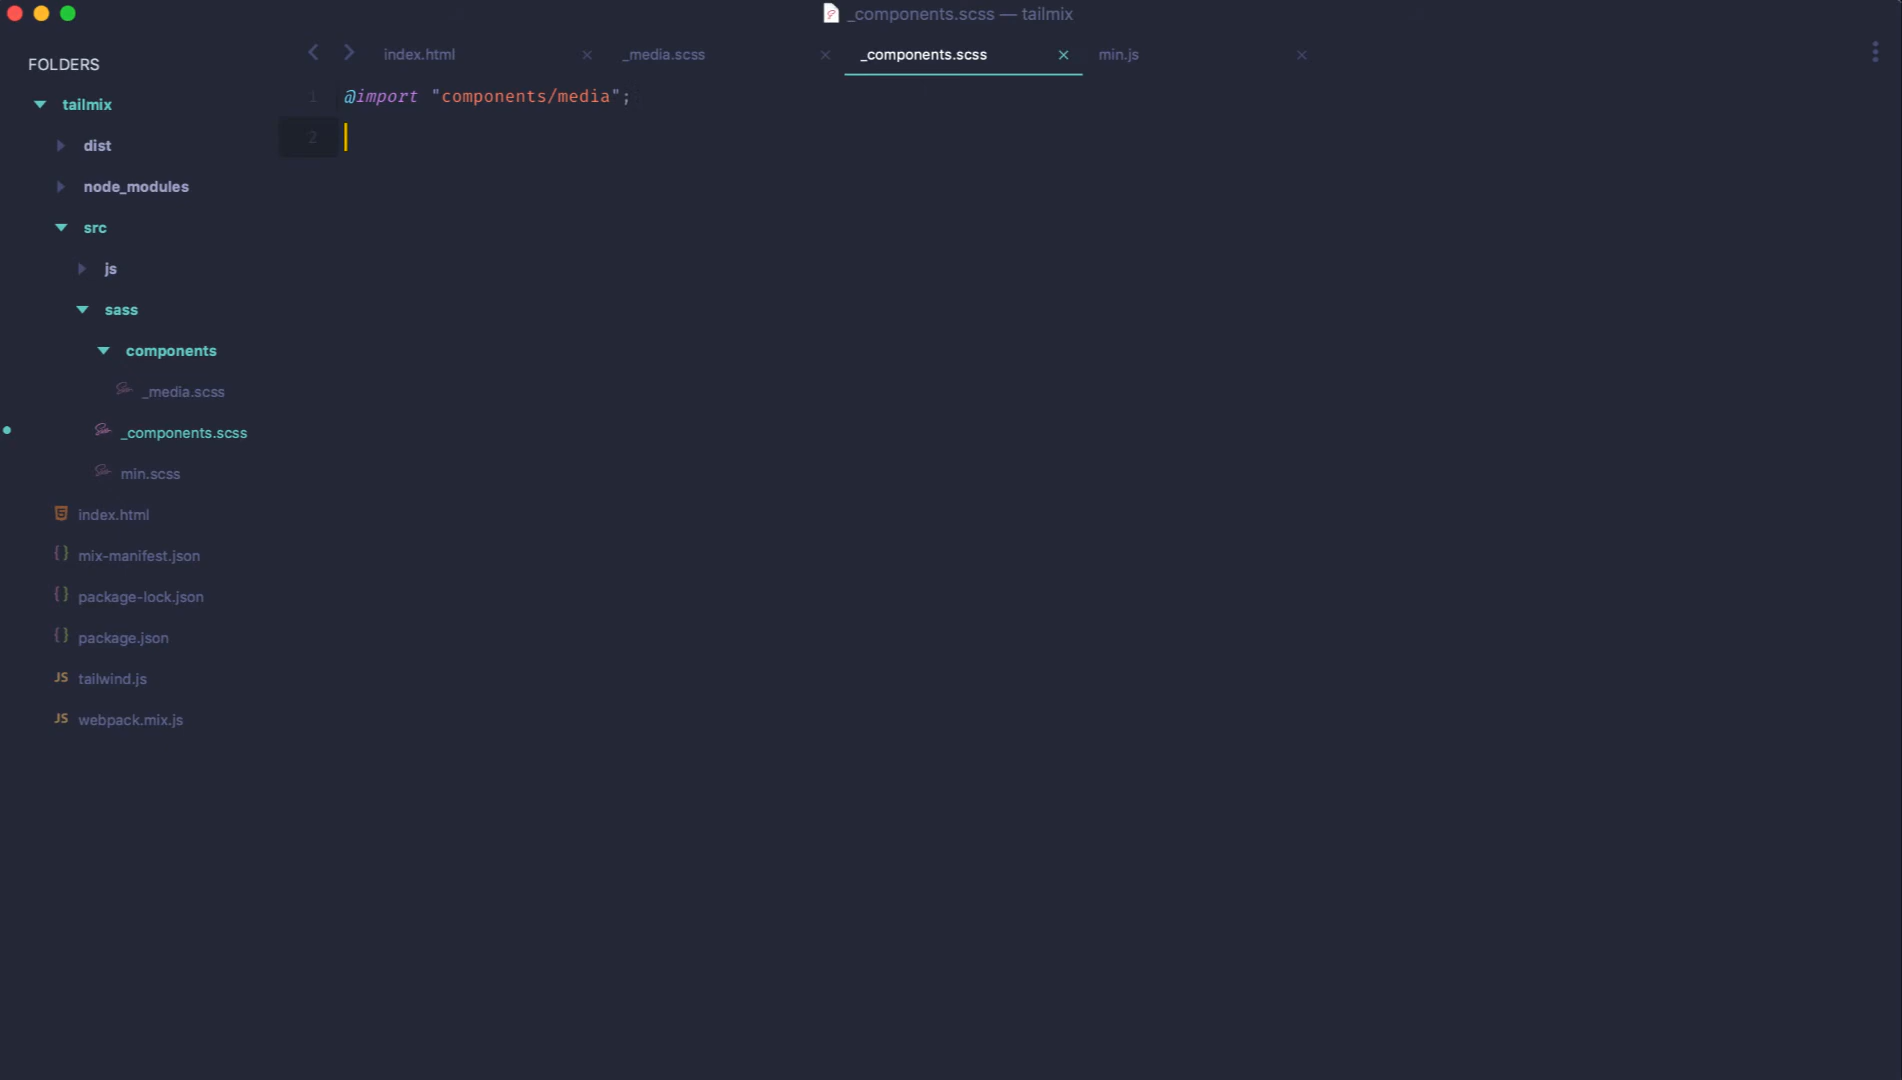 _components.scss — tailmix
FOLDERS
tailmix
dist
node_modules
src
js
sass
components
_media.scss
_components.scss
min.scss
index.html
{} mix-manifest.json
{} package-lock.json
{} package.json
JS tailwind.js
JS webpack.mix.js
index.html
_media.scss
_components.scss
min.js
1 @import "components/media";
2